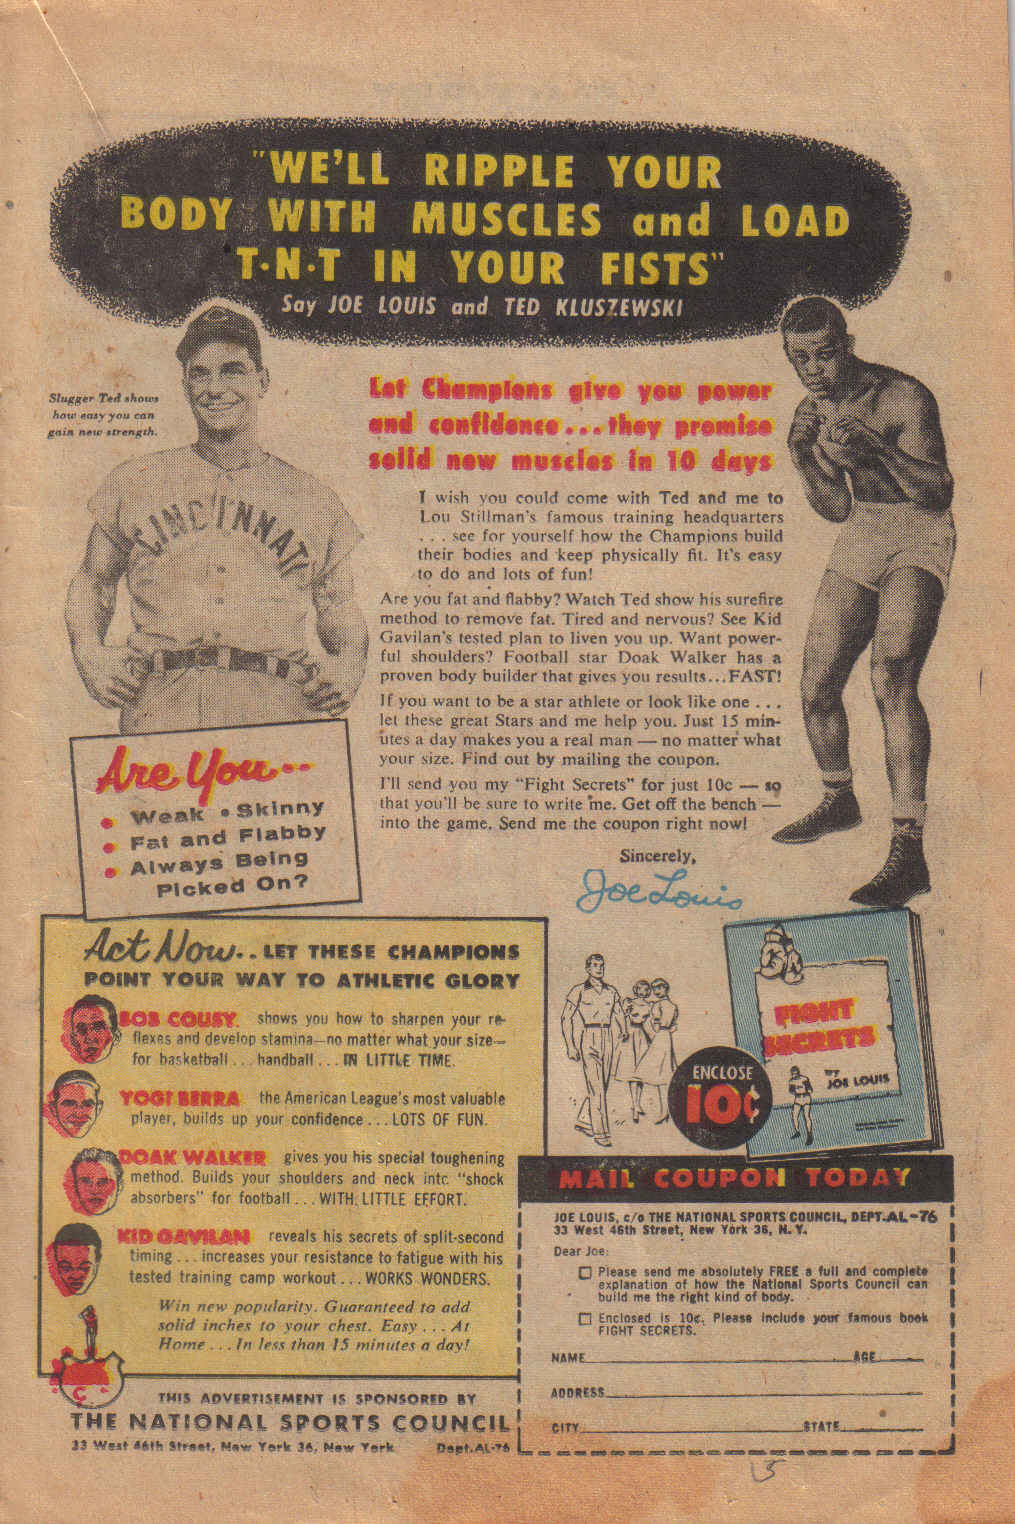 "WE'LL RIPPLE YOUR
BODY WITH MUSCLES and LOAD
T·N·T IN YOUR FISTS"
Say JOE LOUIS and TED KLUSZEWSKI
Slugger Ted shows
how easy you can
gain new strength.
Let Champions give you power
and confidence...they promise
solid new muscles in 10 days
CINCINNATI
I wish you could come with Ted and me to
Lou Stillman's famous training headquarters
. . . see for yourself how the Champions build
their bodies and keep physically fit. It's easy
to do and lots of fun!
Are you fat and flabby? Watch Ted show his surefire
method to remove fat. Tired and nervous? See Kid
Gavilan's tested plan to liven you up. Want power-
ful shoulders? Football star Doak Walker has a
proven body builder that gives you results...FAST!
If you want to be a star athlete or look like one . . .
let these great Stars and me help you. Just 15 min-
utes a day makes you a real man — no matter what
your size. Find out by mailing the coupon.
I'll send you my "Fight Secrets" for just 10c — so
that you'll be sure to write me. Get off the bench —
into the game. Send me the coupon right now!
Sincerely,
Joe Louis
Are You..
• Weak • Skinny
• Fat and Flabby
• Always Being
Picked On?
Act Now.. LET THESE CHAMPIONS
POINT YOUR WAY TO ATHLETIC GLORY
BOB COUSY. shows you how to sharpen your re-
flexes and develop stamina—no matter what your size—
for basketball . . . handball . . . IN LITTLE TIME.
YOGI BERRA the American League's most valuable
player, builds up your confidence . . . LOTS OF FUN.
DOAK WALKER gives you his special toughening
method. Builds your shoulders and neck into "shock
absorbers" for football . . . WITH LITTLE EFFORT.
KID GAVILAN reveals his secrets of split-second
timing . . . increases your resistance to fatigue with his
tested training camp workout . . . WORKS WONDERS.
Win new popularity. Guaranteed to add
solid inches to your chest. Easy . . . At
Home . . . In less than 15 minutes a day!
C
THIS ADVERTISEMENT IS SPONSORED BY
THE NATIONAL SPORTS COUNCIL
33 West 46th Street, New York 36, New York Dept.AL-76
FIGHT
SECRETS
BY
JOE LOUIS
ENCLOSE
10¢
MAIL COUPON TODAY
JOE LOUIS, c/o THE NATIONAL SPORTS COUNCIL, DEPT.AL-76
33 West 46th Street, New York 36, N. Y.
Dear Joe:
Please send me absolutely FREE a full and complete
explanation of how the National Sports Council can
build me the right kind of body.
Enclosed is 10¢. Please include your famous book
FIGHT SECRETS.
NAME AGE
ADDRESS
CITY STATE